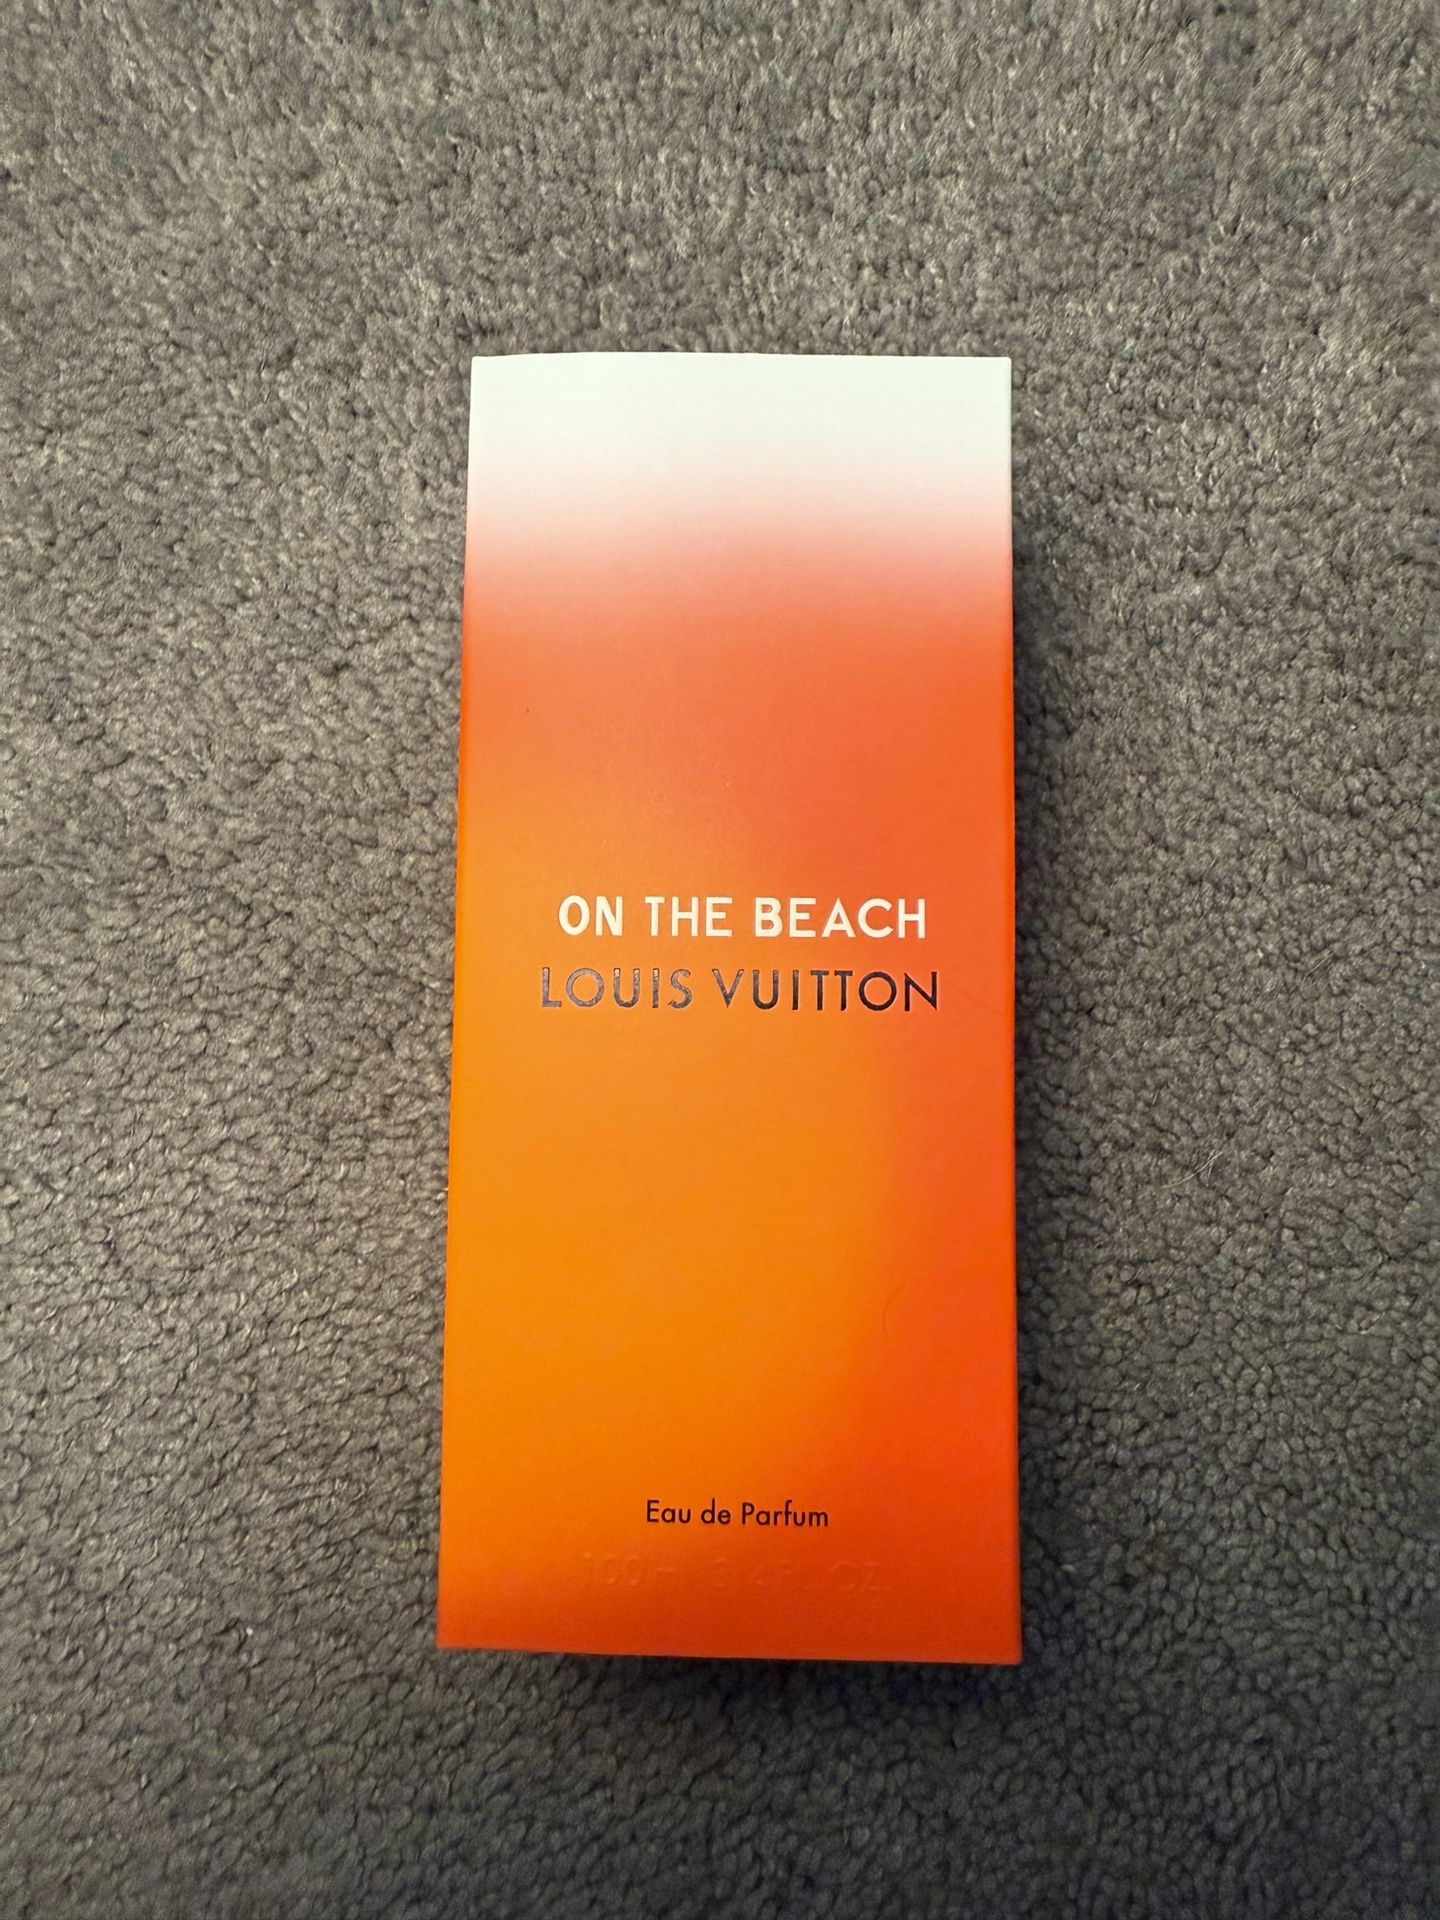 ON THE BEACH
LOUIS VUITTON
Eau de Parfum